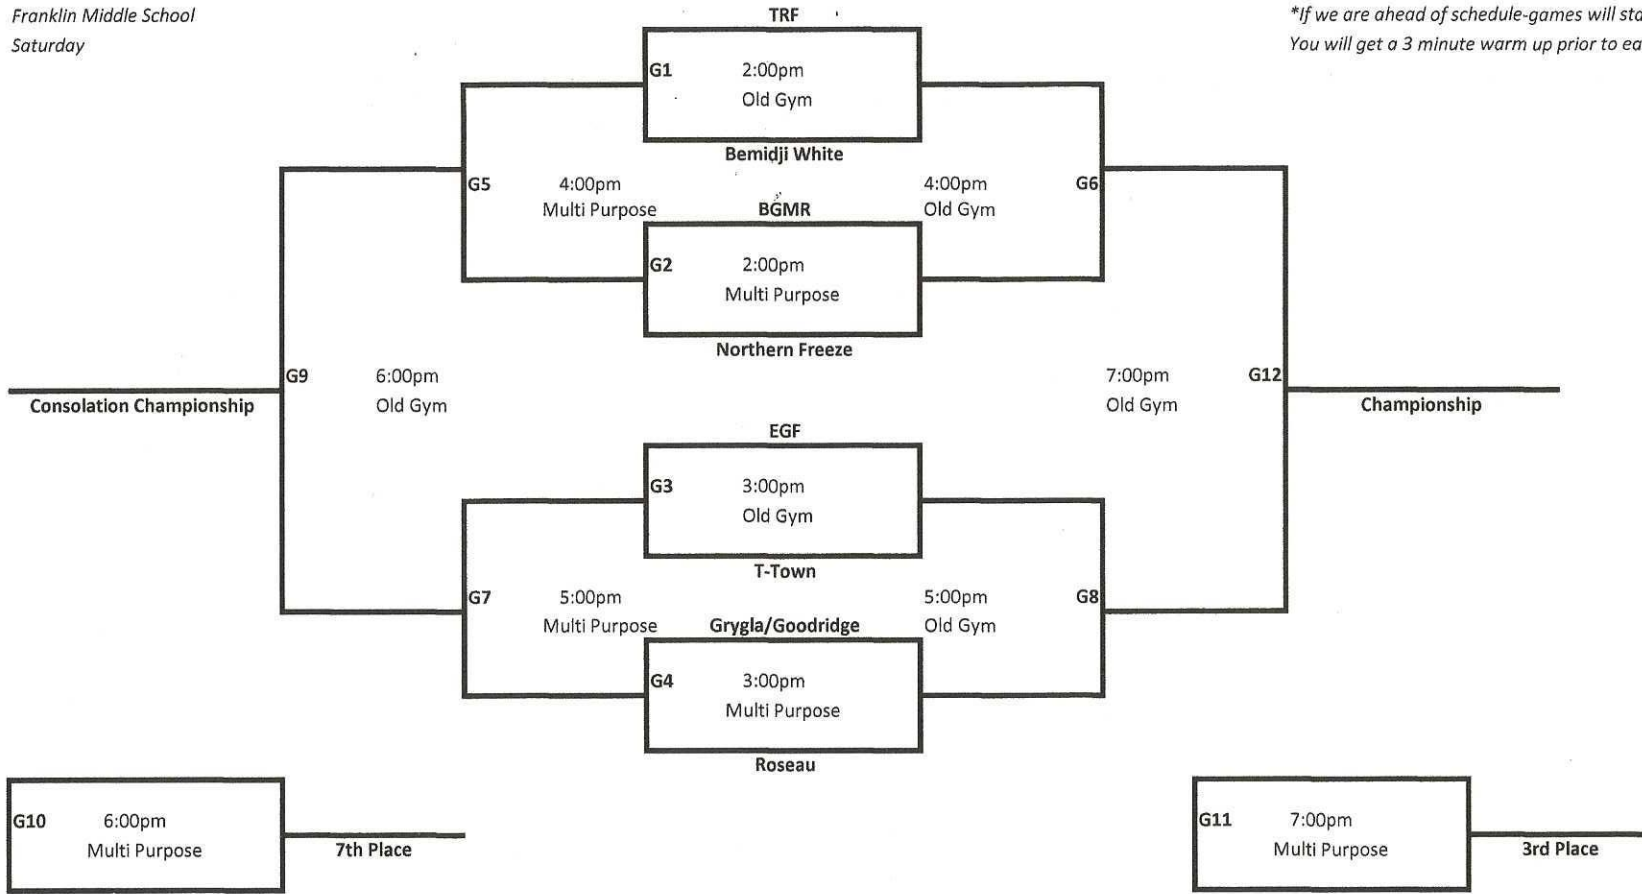 Franklin Middle School
Saturday
*If we are ahead of schedule-games will
You will get a 3 minute warm up prior to
TRF
G1 2:00pm
Old Gym
Bemidji White
G5 4:00pm
Multi Purpose
4:00pm G6
Old Gym
BGMR
G2 2:00pm
Multi Purpose
Northern Freeze
G9 6:00pm
Old Gym
Consolation Championship
7:00pm G12
Old Gym
Championship
EGF
G3 3:00pm
Old Gym
T-Town
G7 5:00pm
Multi Purpose
5:00pm G8
Old Gym
Grygla/Goodridge
G4 3:00pm
Multi Purpose
Roseau
G10 6:00pm
Multi Purpose
7th Place
G11 7:00pm
Multi Purpose
3rd Place